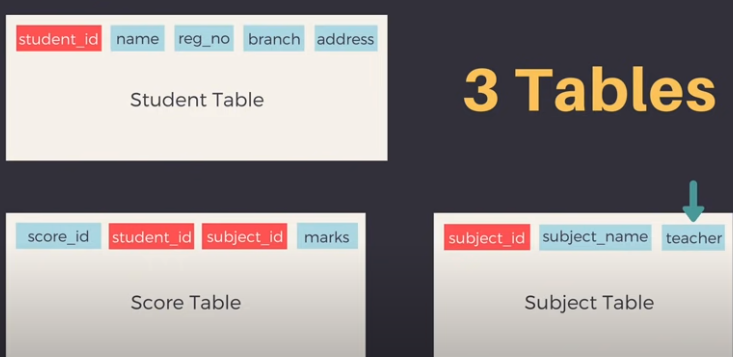 student_id name reg_no branch address
Student Table
3 Tables
score_id student_id subject_id marks
Score Table
subject_id subject_name teacher
Subject Table